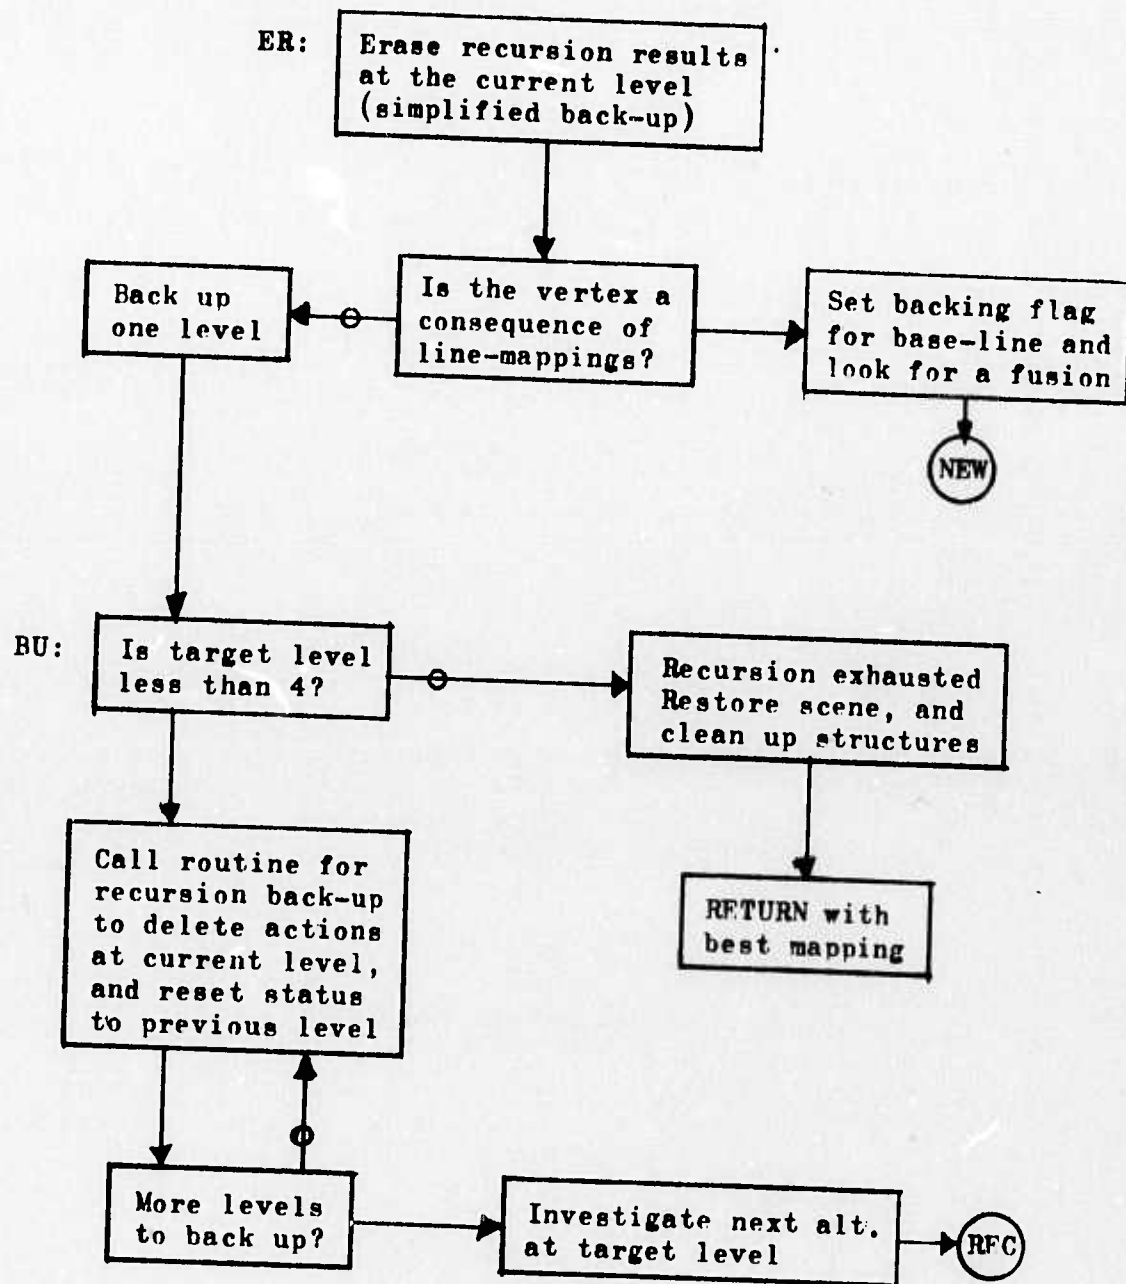 ER:
Erase recursion results
at the current level
(simplified back-up)
Back up
one level
Is the vertex a
consequence of
line-mappings?
Set backing flag
for base-line and
look for a fusion
NEW
BU:
Is target level
less than 4?
Recursion exhausted
Restore scene, and
clean up structures
Call routine for
recursion back-up
to delete actions
at current level,
and reset status
to previous level
RETURN with
best mapping
More levels
to back up?
Investigate next alt.
at target level
RFC